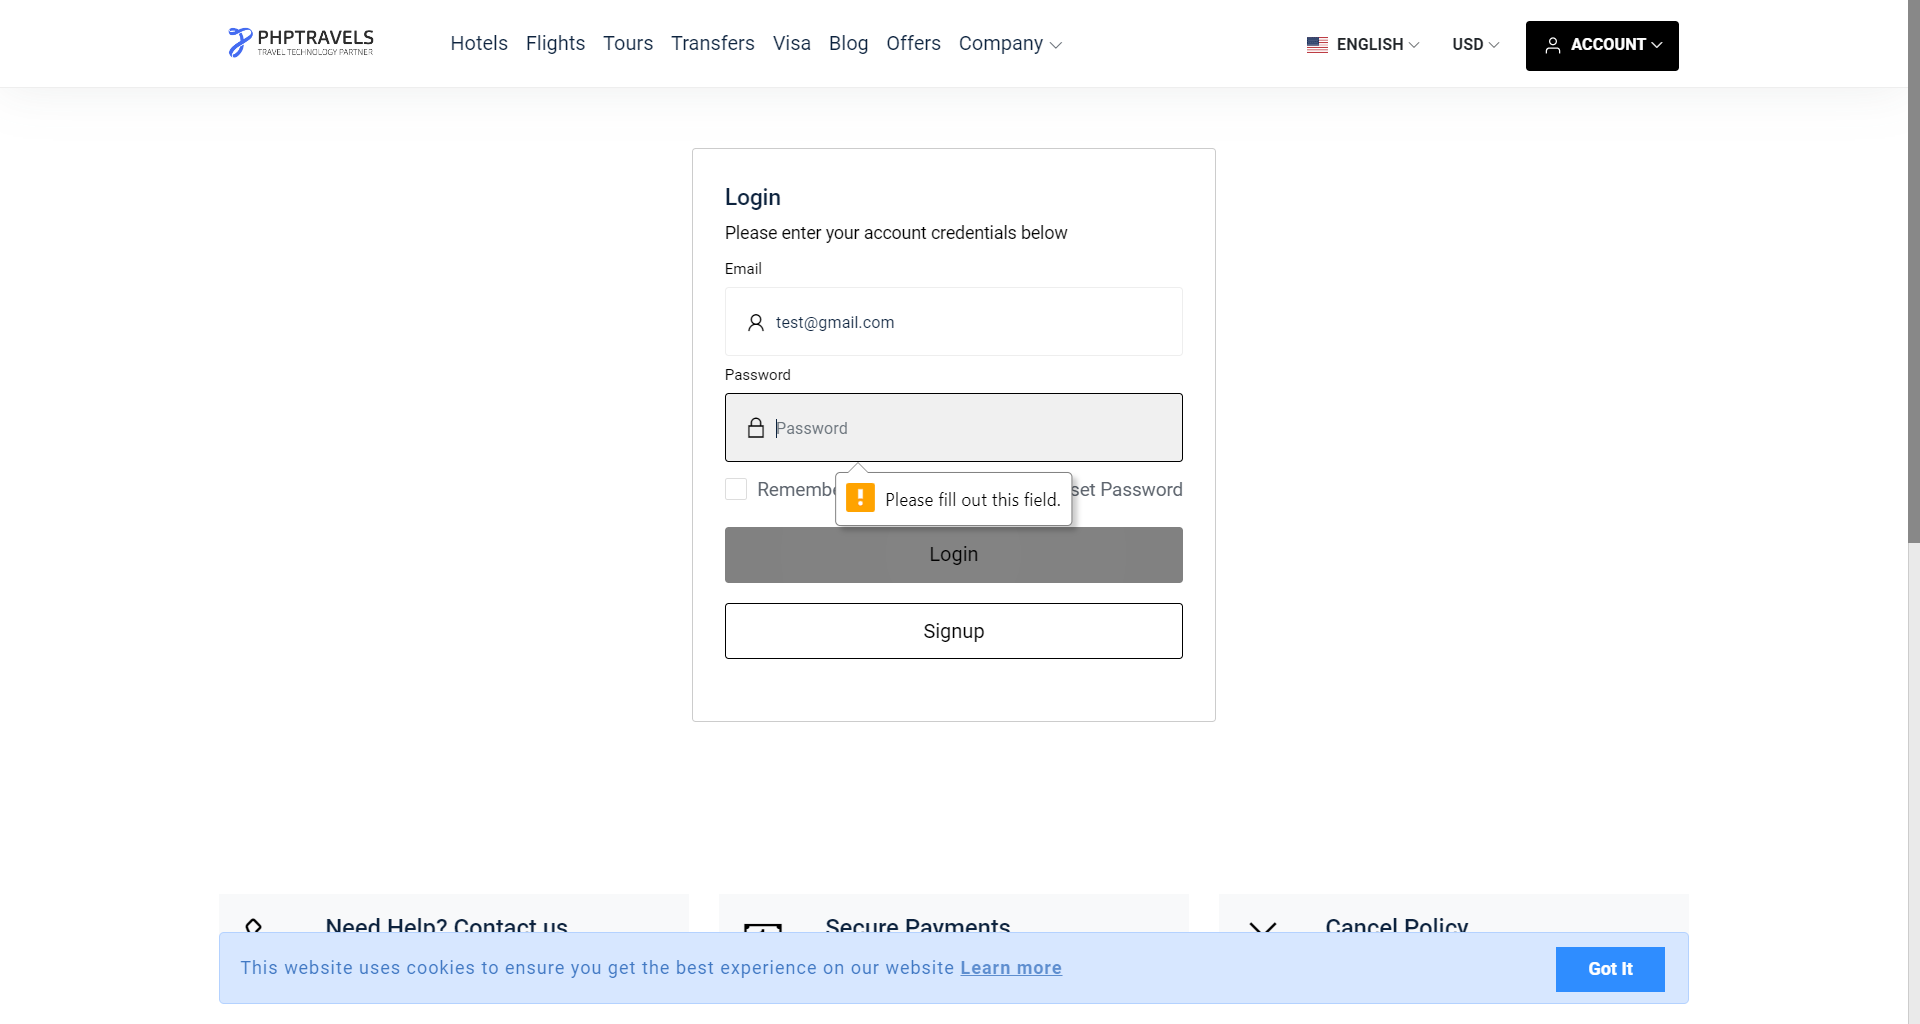 PHPTRAVELS
TRAVEL TECHNOLOGY PARTNER
Hotels Flights Tours Transfers Visa Blog Offers Company
ENGLISH USD ACCOUNT
Login
Please enter your account credentials below
Email
test@gmail.com
Password
Password
Please fill out this field.
set Password
Login
Signup
Need Help? Contact us
Secure Payments
Cancel Policy
This website uses cookies to ensure you get the best experience on our website Learn more
Got It